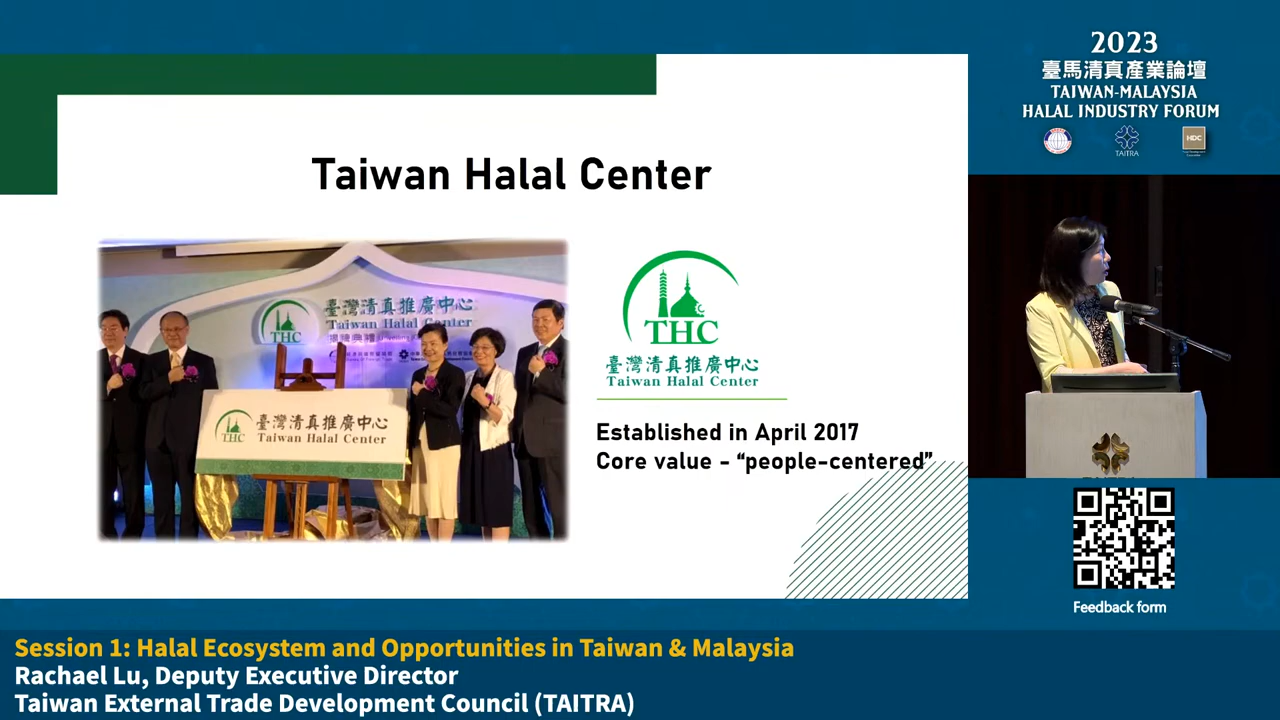 2023
臺馬清真產業論壇
TAIWAN-MALAYSIA
HALAL INDUSTRY FORUM
TAITRA
HDC
Taiwan Halal Center
臺灣清真推廣中心
Taiwan Halal Center
THC
臺灣清真推廣中心
Taiwan Halal Center
THC
THC
臺灣清真推廣中心
Taiwan Halal Center
Established in April 2017
Core value - “people-centered”
Feedback form
Session 1: Halal Ecosystem and Opportunities in Taiwan & Malaysia
Rachael Lu, Deputy Executive Director
Taiwan External Trade Development Council (TAITRA)